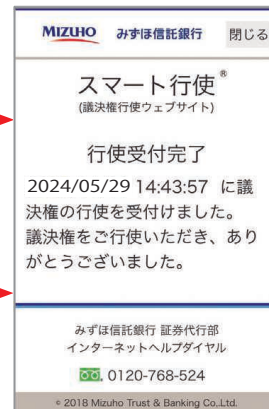 MIZUHO みずほ信託銀行 閉じる
スマート行使®
(議決権行使ウェブサイト)
行使受付完了
2024/05/29 14:43:57 に議
決権の行使を受付けました。
議決権をご行使いただき、あり
がとうございました。
みずほ信託銀行 証券代行部
インターネットヘルプダイヤル
0120-768-524
© 2018 Mizuho Trust & Banking Co.,Ltd.